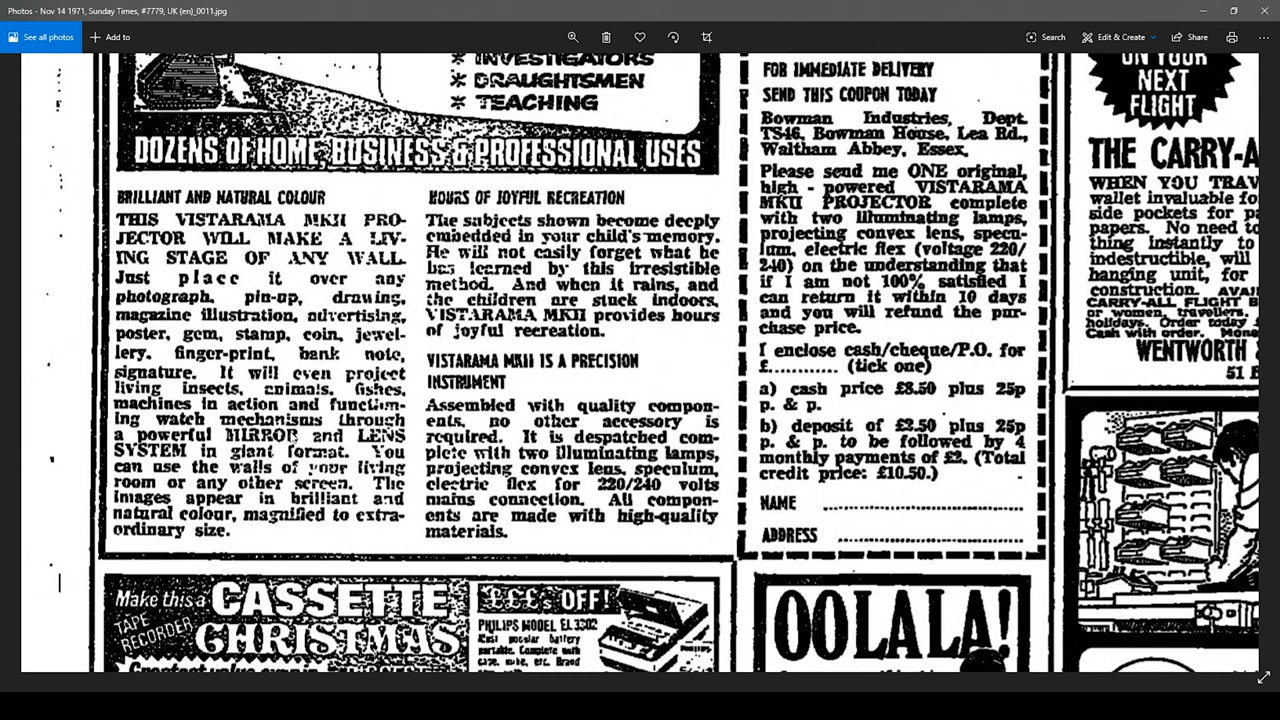 Photos - Nov 14 1971, Sunday Times, #7779, UK (en)_0011.jpg
See all photos
Add to
Search
Edit & Create
Share
* INVESTIGATORS
* DRAUGHTSMEN
* TEACHING
DOZENS OF HOME, BUSINESS & PROFESSIONAL USES
BRILLIANT AND NATURAL COLOUR
THIS VISTARAMA MKII PRO-
JECTOR WILL MAKE A LIV-
ING STAGE OF ANY WALL.
Just place it over any
photograph, pin-up, drawing,
magazine illustration, advertising,
poster, gem, stamp, coin, jewel-
lery, finger-print, bank note,
signature. It will even project
living insects, animals, fishes,
machines in action and function-
ing watch mechanisms through
a powerful MIRROR and LENS
SYSTEM in giant format. You
can use the walls of your living
room or any other screen. The
images appear in brilliant and
natural colour, magnified to extra-
ordinary size.
HOURS OF JOYFUL RECREATION
The subjects shown become deeply
embedded in your child's memory.
He will not easily forget what he
has learned by this irresistible
method. And when it rains, and
the children are stuck indoors,
VISTARAMA MKII provides hours
of joyful recreation.
VISTARAMA MKII IS A PRECISION
INSTRUMENT
Assembled with quality compon-
ents, no other accessory is
required. It is despatched com-
plete with two illuminating lamps,
projecting convex lens, speculum,
electric flex for 220/240 volts
mains connection. All compon-
ents are made with high-quality
materials.
FOR IMMEDIATE DELIVERY
SEND THIS COUPON TODAY
Bowman Industries, Dept.
TS46, Bowman House, Lea Rd.,
Waltham Abbey, Essex.
Please send me ONE original,
high - powered VISTARAMA
MKII PROJECTOR complete
with two illuminating lamps,
projecting convex lens, specu-
lum, electric flex (voltage 220/
240) on the understanding that
if I am not 100% satisfied I
can return it within 10 days
and you will refund the pur-
chase price.
I enclose cash/cheque/P.O. for
£............ (tick one)
a) cash price £8.50 plus 25p
p. & p.
b) deposit of £2.50 plus 25p
p. & p. to be followed by 4
monthly payments of £2. (Total
credit price: £10.50.)
NAME
ADDRESS
ON YOUR
NEXT
FLIGHT
THE CARRY-A
WHEN YOU TRAV
wallet invaluable fo
side pockets for pa
papers. No need to
thing instantly to
indestructible, will
hanging unit, for
construction. AVAI
CARRY-ALL FLIGHT B
or women, travellers,
holidays. Order today
Cash with order. Mone
WENTWORTH
51
Make this a CASSETTE
TAPE RECORDER CHRISTMAS
£££s OFF!
PHILIPS MODEL EL 3302
Most popular battery
portable. Complete with
case, mike, etc. Brand
OOLALA!